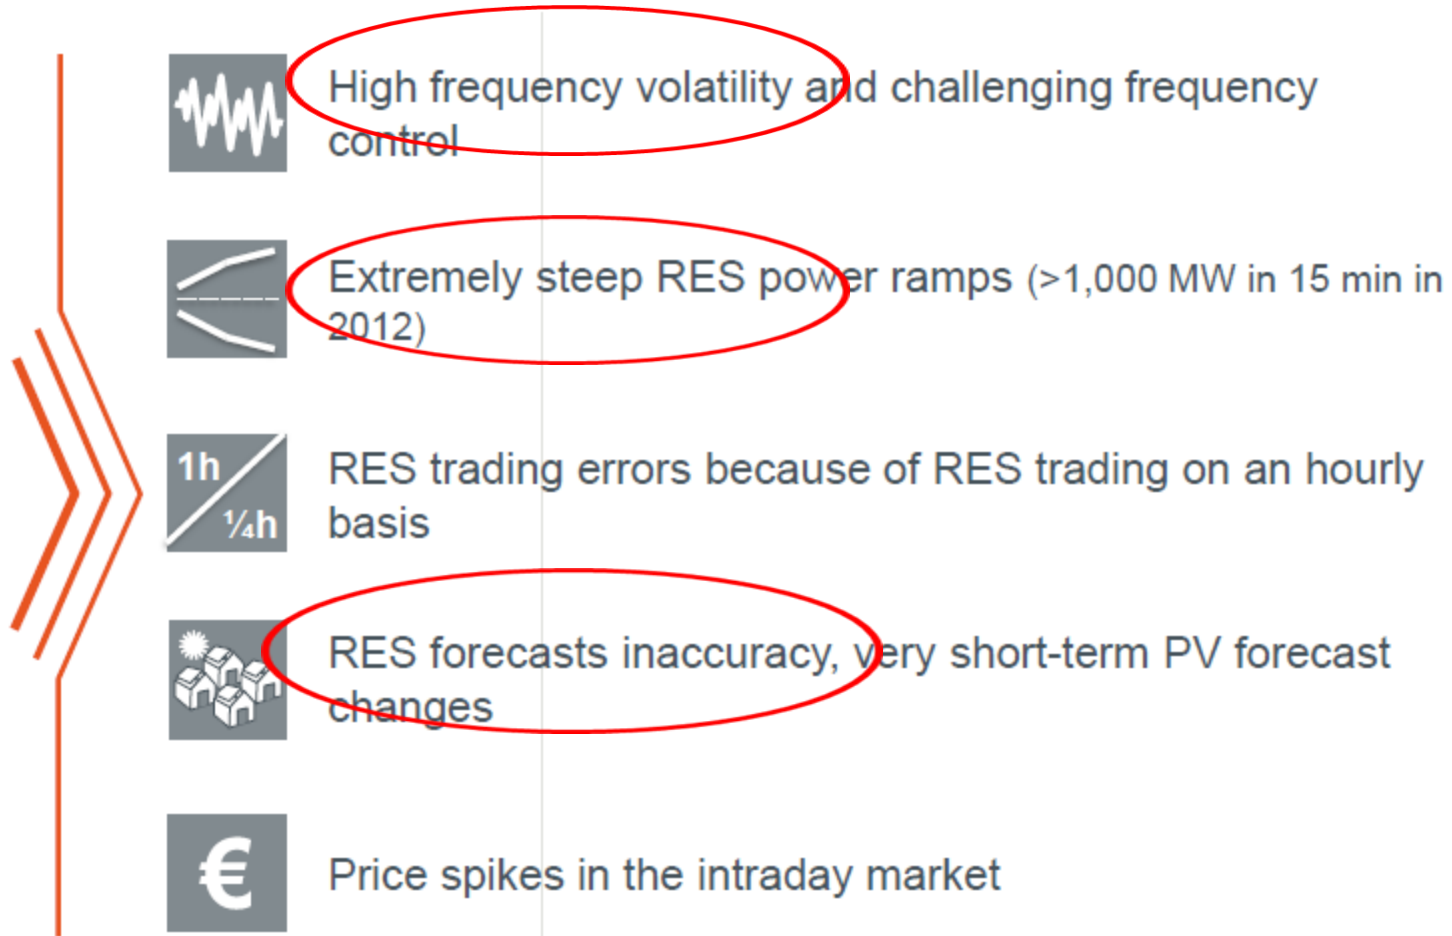 High frequency volatility and challenging frequency
control
Extremely steep RES power ramps (>1,000 MW in 15 min in
2012)
1h
¼h
RES trading errors because of RES trading on an hourly
basis
RES forecasts inaccuracy, very short-term PV forecast
changes
€
Price spikes in the intraday market